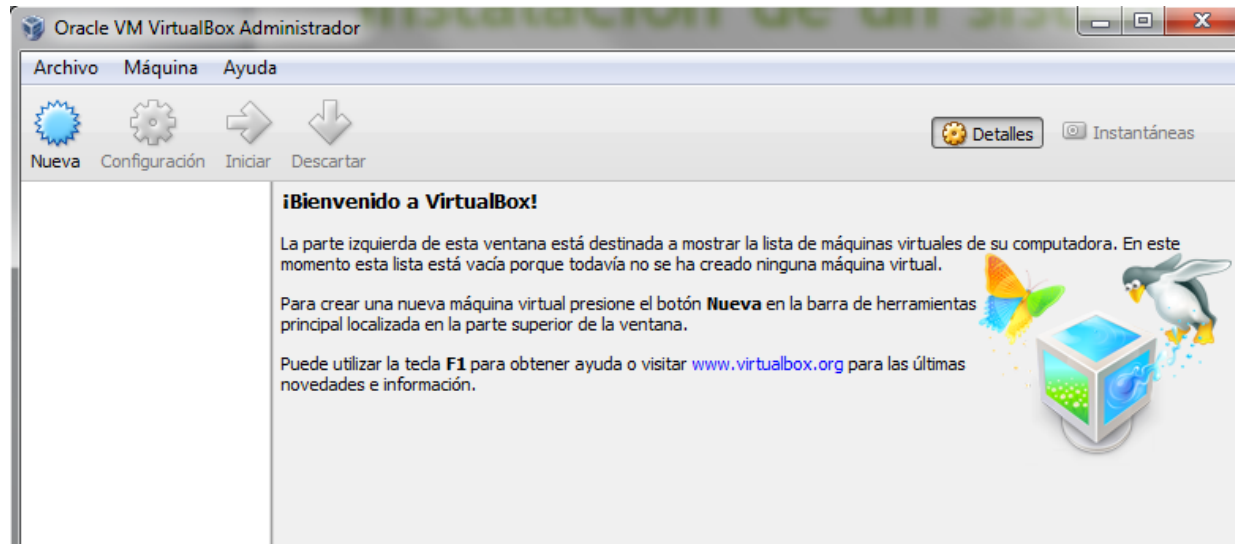 Instalación de un sis
Oracle VM VirtualBox Administrador
Archivo Máquina Ayuda
Nueva Configuración Iniciar Descartar
Detalles Instantáneas
¡Bienvenido a VirtualBox!
La parte izquierda de esta ventana está destinada a mostrar la lista de máquinas virtuales de su computadora. En este
momento esta lista está vacía porque todavía no se ha creado ninguna máquina virtual.
Para crear una nueva máquina virtual presione el botón Nueva en la barra de herramientas
principal localizada en la parte superior de la ventana.
Puede utilizar la tecla F1 para obtener ayuda o visitar www.virtualbox.org para las últimas
novedades e información.